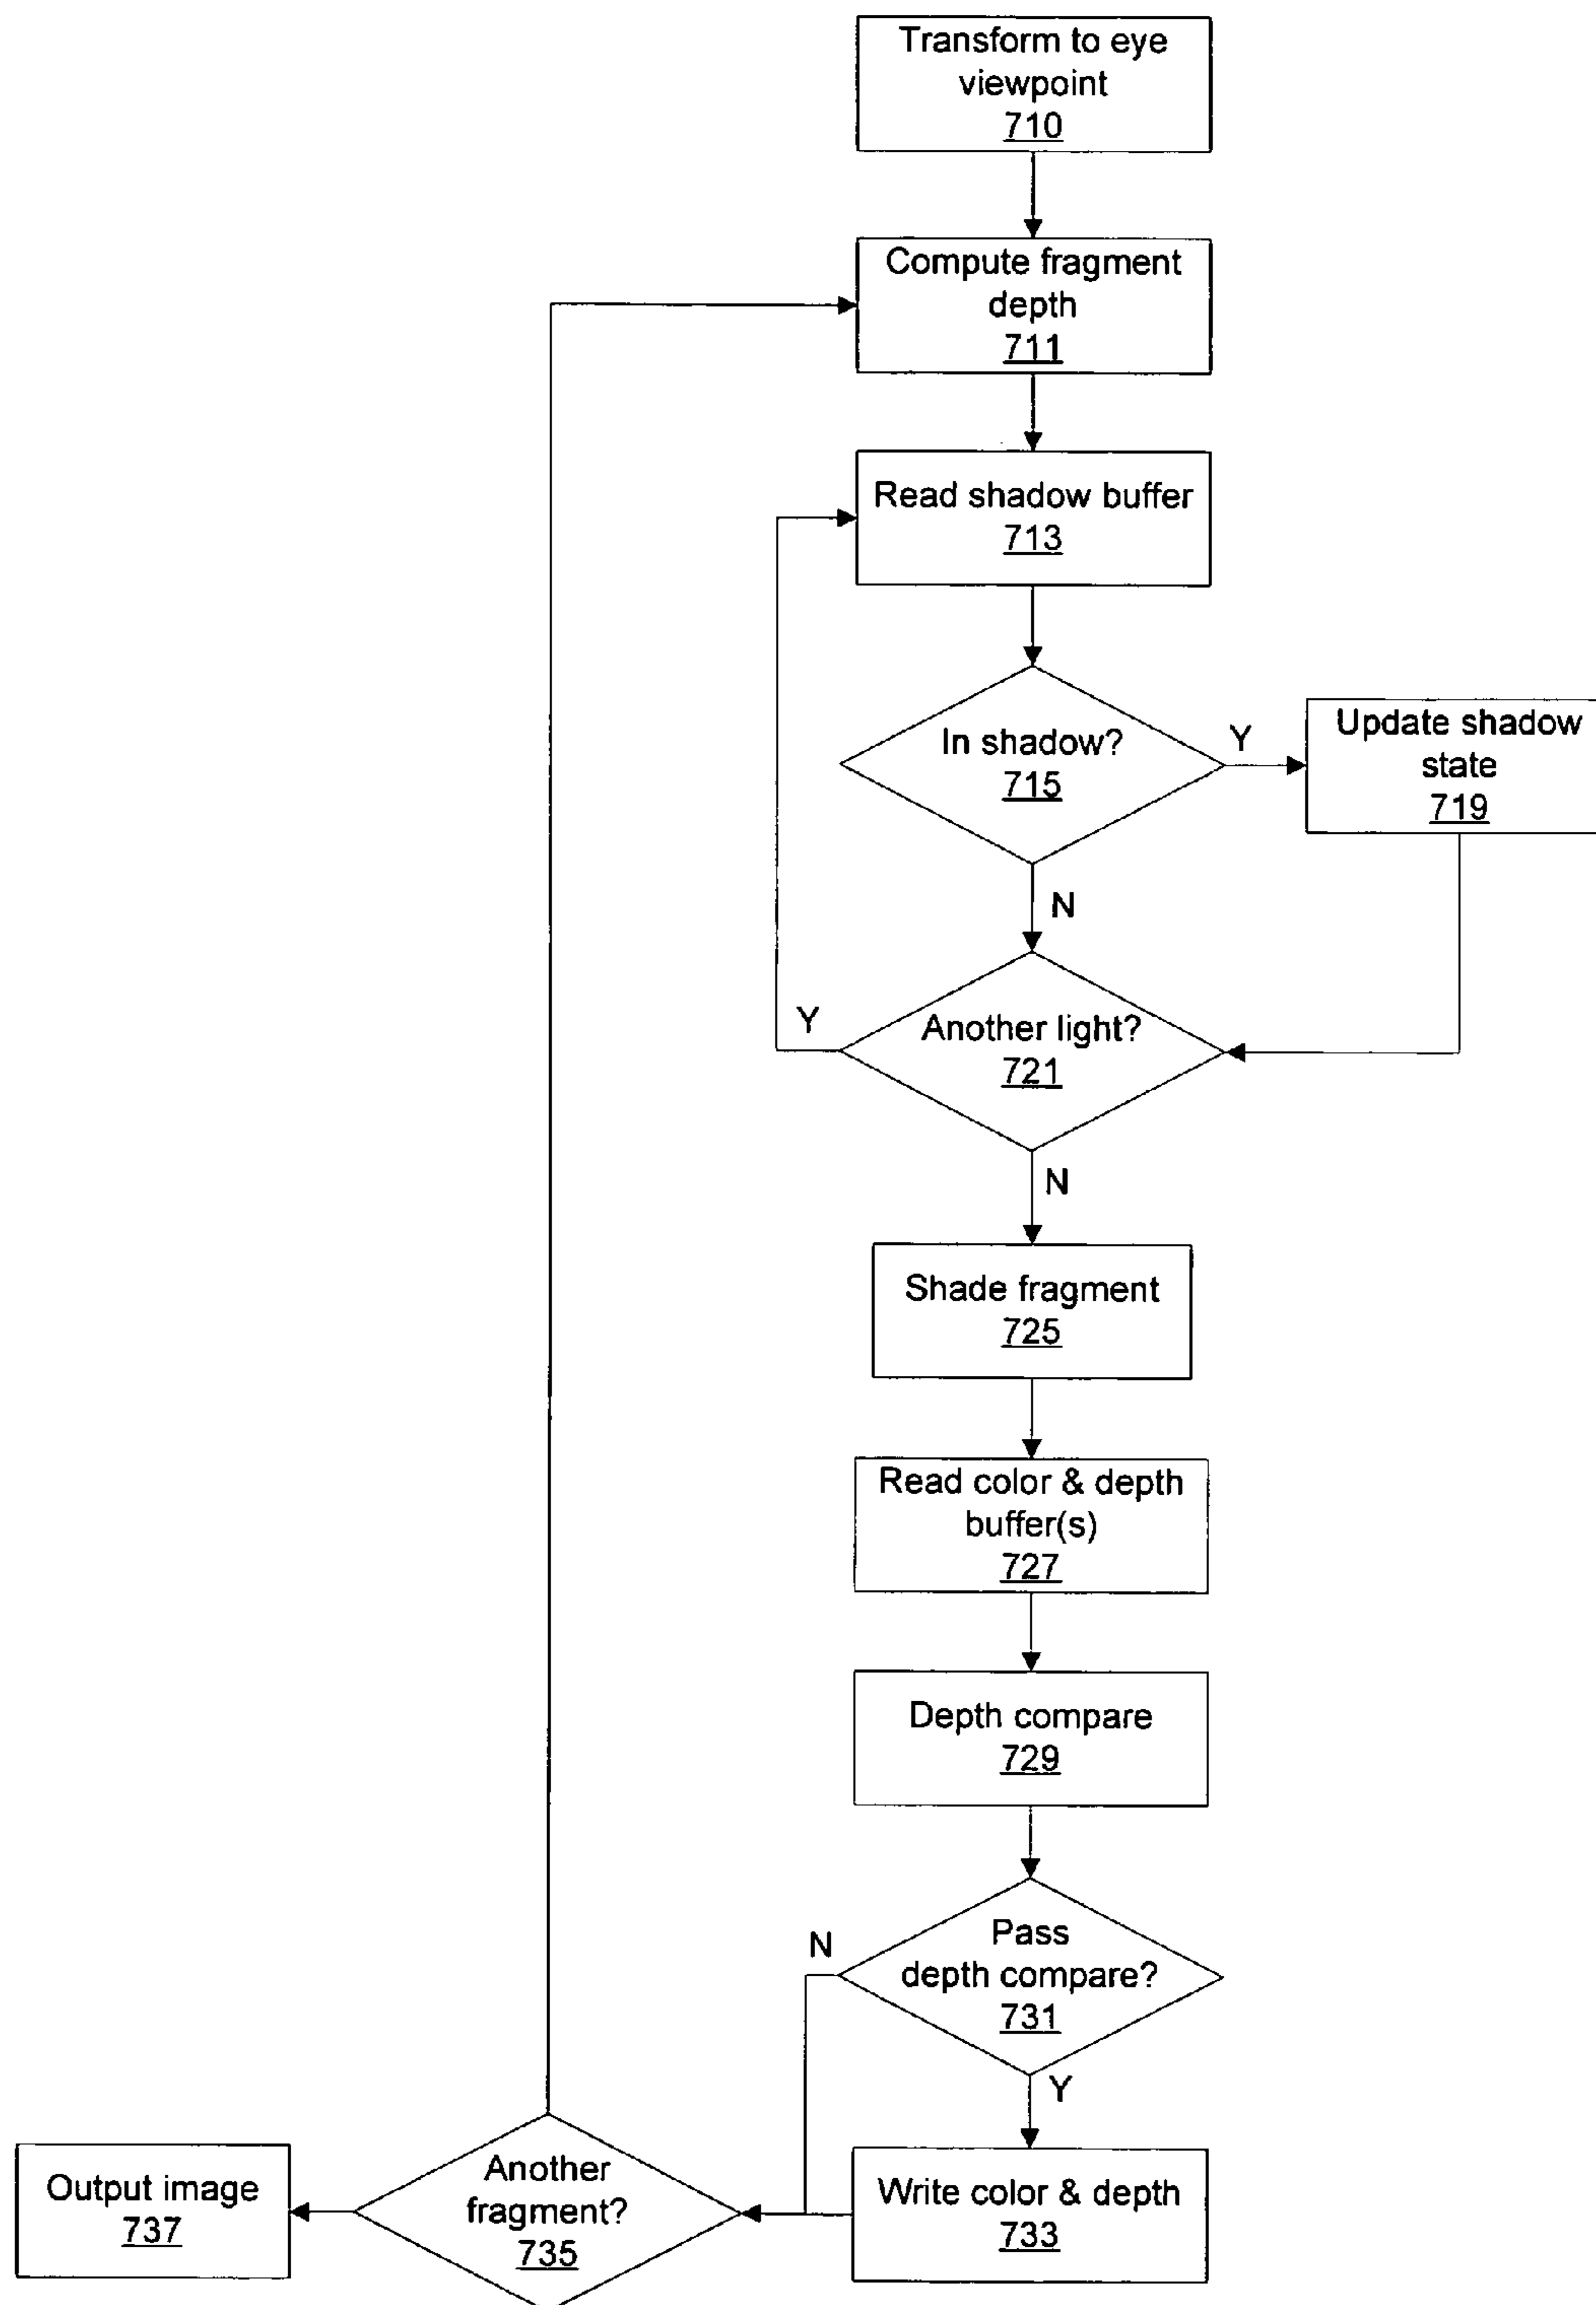 Transform to eye
viewpoint
710
Compute fragment
depth
711
Read shadow buffer
713
In shadow?
715
Y
Update shadow
state
719
N
Another light?
721
Y
N
Shade fragment
725
Read color & depth
buffer(s)
727
Depth compare
729
Pass
depth compare?
731
N
Y
Write color & depth
733
Another
fragment?
735
Output image
737